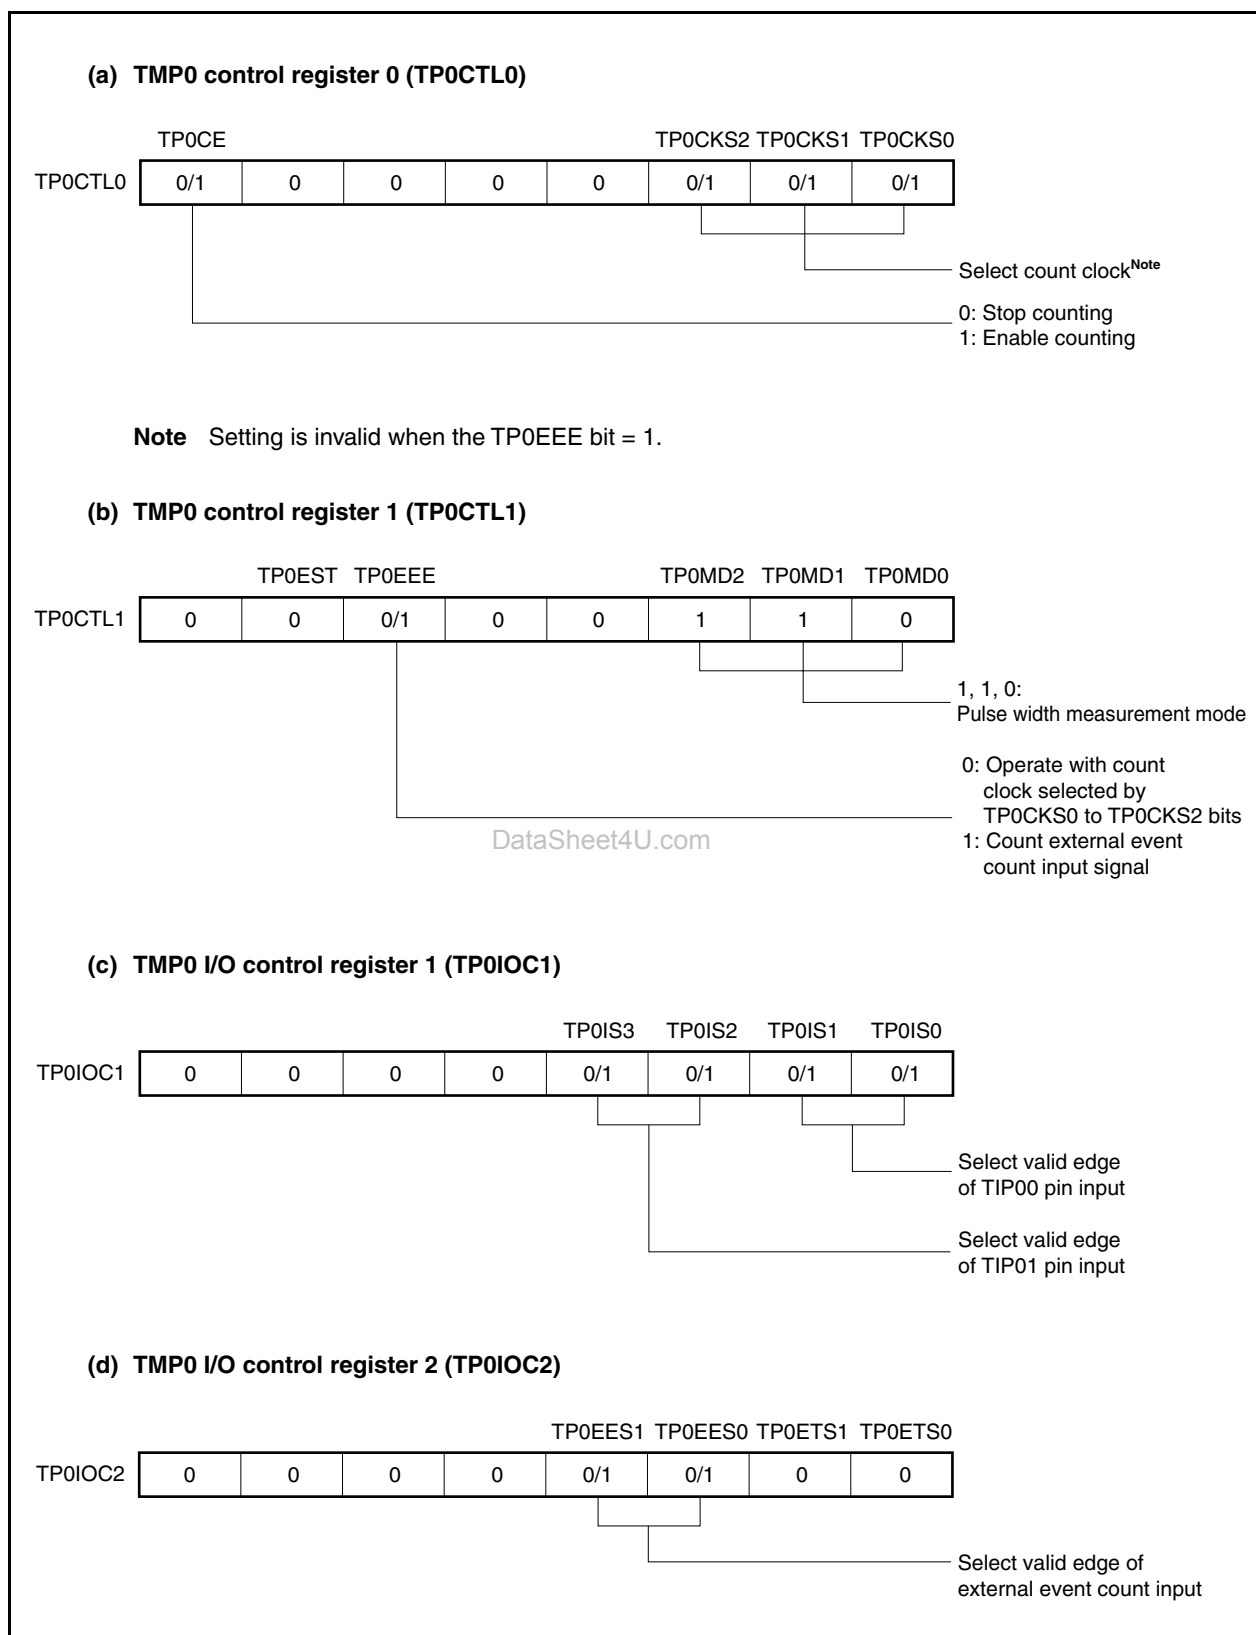 (a) TMP0 control register 0 (TP0CTL0)
TP0CE TP0CKS2 TP0CKS1 TP0CKS0
TP0CTL0 0/1 0 0 0 0 0/1 0/1 0/1
Select count clockNote
0: Stop counting
1: Enable counting
Note Setting is invalid when the TP0EEE bit = 1.
(b) TMP0 control register 1 (TP0CTL1)
TP0EST TP0EEE TP0MD2 TP0MD1 TP0MD0
TP0CTL1 0 0 0/1 0 0 1 1 0
1, 1, 0:
Pulse width measurement mode
0: Operate with count
clock selected by
TP0CKS0 to TP0CKS2 bits
1: Count external event
count input signal
DataSheet4U.com
(c) TMP0 I/O control register 1 (TP0IOC1)
TP0IS3 TP0IS2 TP0IS1 TP0IS0
TP0IOC1 0 0 0 0 0/1 0/1 0/1 0/1
Select valid edge
of TIP00 pin input
Select valid edge
of TIP01 pin input
(d) TMP0 I/O control register 2 (TP0IOC2)
TP0EES1 TP0EES0 TP0ETS1 TP0ETS0
TP0IOC2 0 0 0 0 0/1 0/1 0 0
Select valid edge of
external event count input